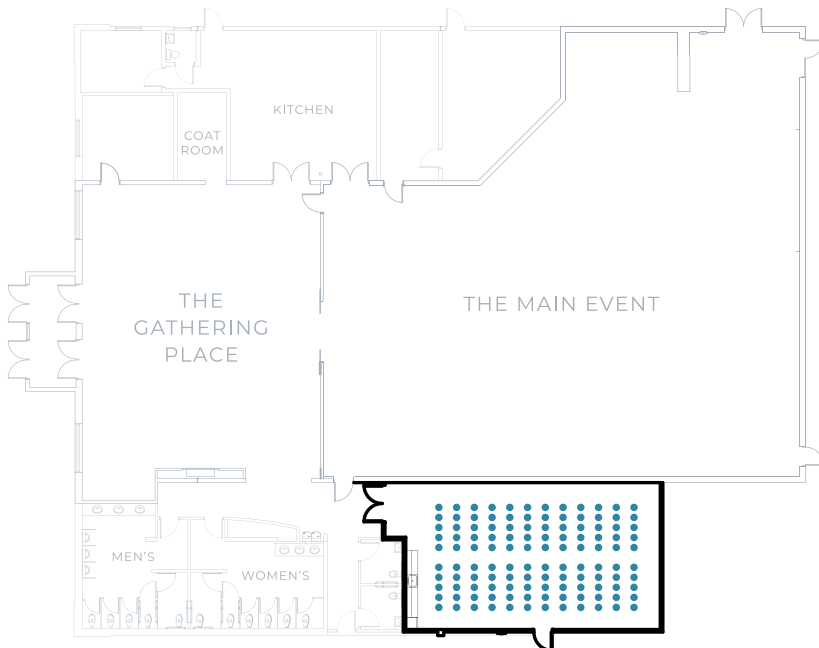 KITCHEN
COAT
ROOM
THE
GATHERING
PLACE
THE MAIN EVENT
MEN'S
WOMEN'S